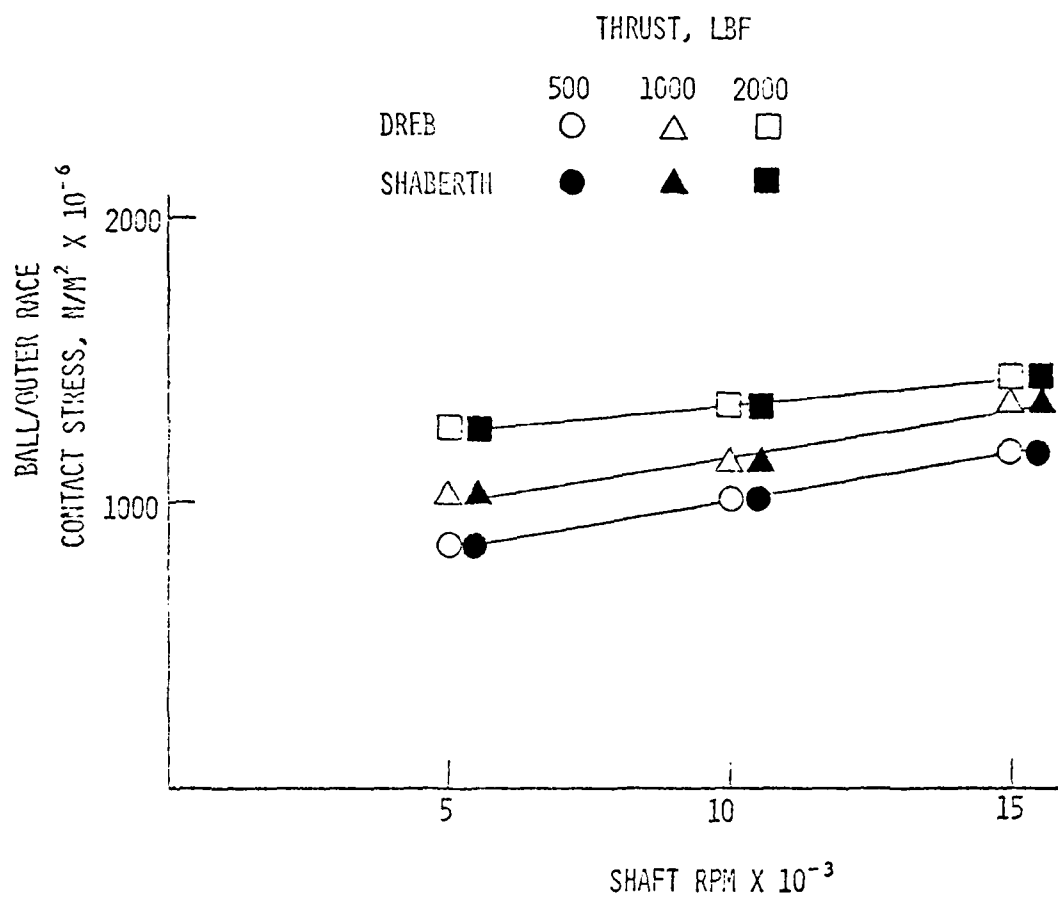 THRUST, LBF
500 1000 2000
DREB
SHABERTH
BALL/OUTER RACE
CONTACT STRESS, N/M² X 10⁻⁶
2000
1000
5 10 15
SHAFT RPM X 10⁻³